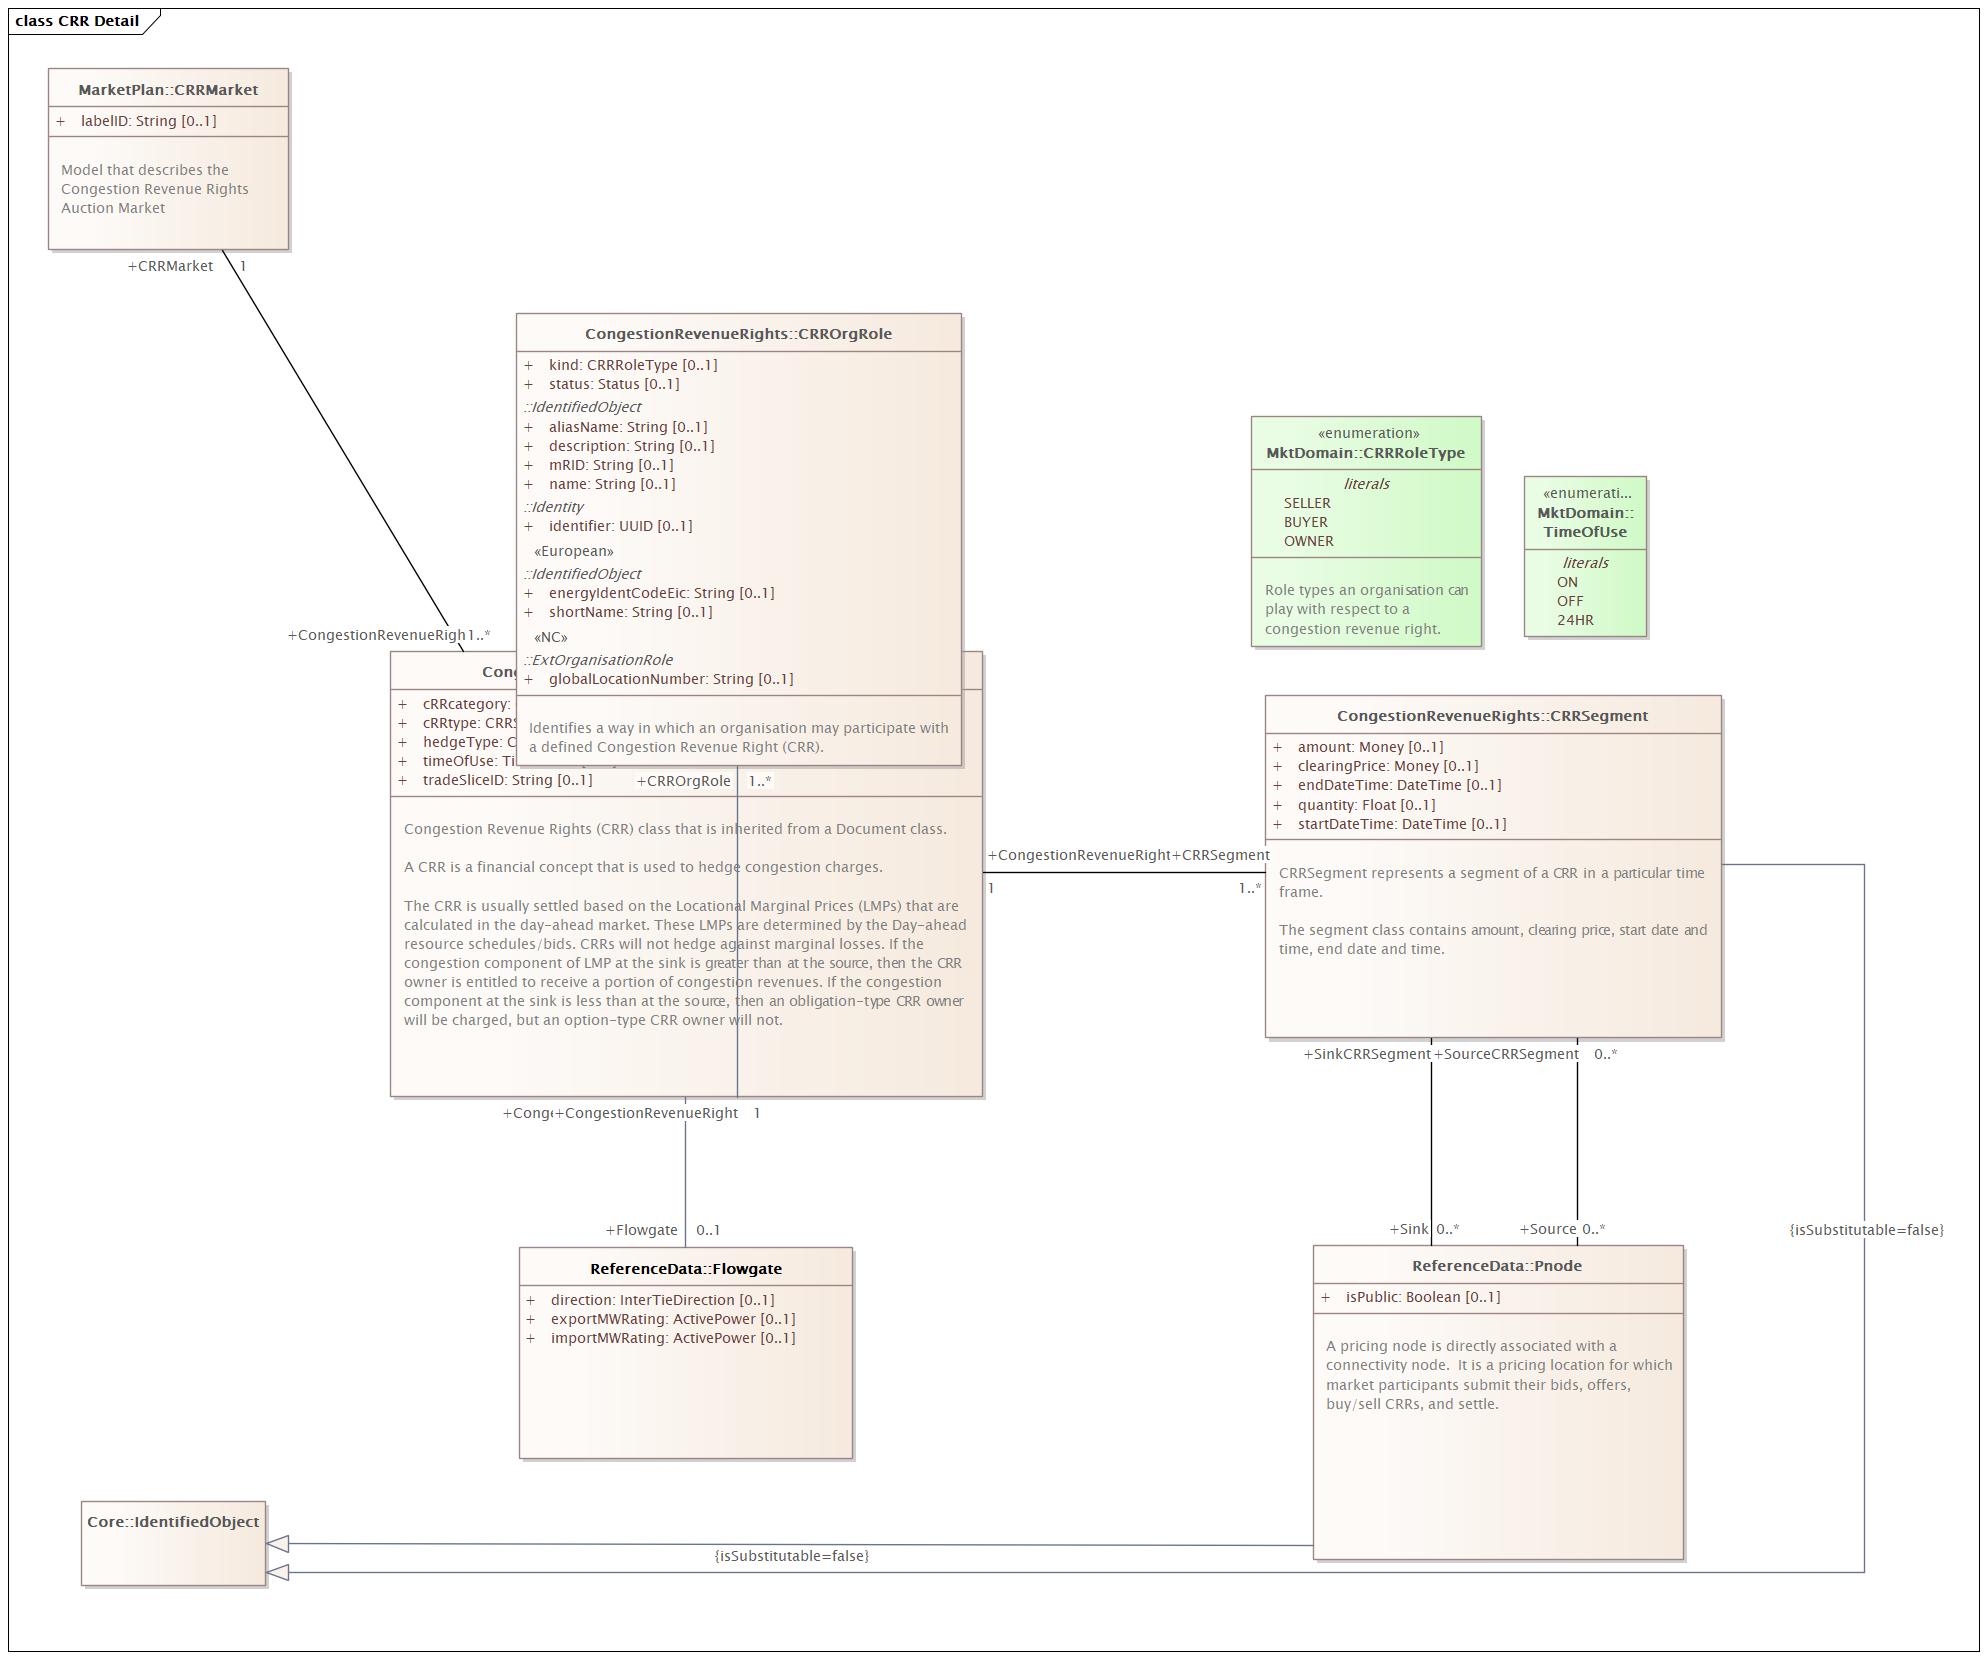 class CRR Detail
MarketPlan::CRRMarket
+ labelID: String [0..1]
Model that describes the
Congestion Revenue Rights
Auction Market
+CRRMarket 1
CongestionRevenueRights::CRROrgRole
+ kind: CRRRoleType [0..1]
+ status: Status [0..1]
::IdentifiedObject
+ aliasName: String [0..1]
+ description: String [0..1]
+ mRID: String [0..1]
+ name: String [0..1]
::Identity
+ identifier: UUID [0..1]
«European»
::IdentifiedObject
+ energyIdentCodeEic: String [0..1]
+ shortName: String [0..1]
«NC»
::ExtOrganisationRole
+ globalLocationNumber: String [0..1]
Identifies a way in which an organisation may participate with
a defined Congestion Revenue Right (CRR).
+CRROrgRole 1..*
«enumeration»
MktDomain::CRRRoleType
literals
SELLER
BUYER
OWNER
Role types an organisation can
play with respect to a
congestion revenue right.
«enumerati...
MktDomain::
TimeOfUse
literals
ON
OFF
24HR
+CongestionRevenueRigh 1..*
Cong
+ cRRcategory:
+ cRRtype: CRRS
+ hedgeType: C
+ timeOfUse: Ti
+ tradeSliceID: String [0..1]
Congestion Revenue Rights (CRR) class that is inherited from a Document class.
A CRR is a financial concept that is used to hedge congestion charges.
The CRR is usually settled based on the Locational Marginal Prices (LMPs) that are
calculated in the day-ahead market. These LMPs are determined by the Day-ahead
resource schedules/bids. CRRs will not hedge against marginal losses. If the
congestion component of LMP at the sink is greater than at the source, then the CRR
owner is entitled to receive a portion of congestion revenues. If the congestion
component at the sink is less than at the source, then an obligation-type CRR owner
will be charged, but an option-type CRR owner will not.
+CongestionRevenueRight +CRRSegment
1 1..*
CongestionRevenueRights::CRRSegment
+ amount: Money [0..1]
+ clearingPrice: Money [0..1]
+ endDateTime: DateTime [0..1]
+ quantity: Float [0..1]
+ startDateTime: DateTime [0..1]
CRRSegment represents a segment of a CRR in a particular time
frame.
The segment class contains amount, clearing price, start date and
time, end date and time.
+SinkCRRSegment +SourceCRRSegment 0..*
+Cong +CongestionRevenueRight 1
+Flowgate 0..1
+Sink 0..* +Source 0..*
{isSubstitutable=false}
ReferenceData::Flowgate
+ direction: InterTieDirection [0..1]
+ exportMWRating: ActivePower [0..1]
+ importMWRating: ActivePower [0..1]
ReferenceData::Pnode
+ isPublic: Boolean [0..1]
A pricing node is directly associated with a
connectivity node.  It is a pricing location for which
market participants submit their bids, offers,
buy/sell CRRs, and settle.
Core::IdentifiedObject
{isSubstitutable=false}